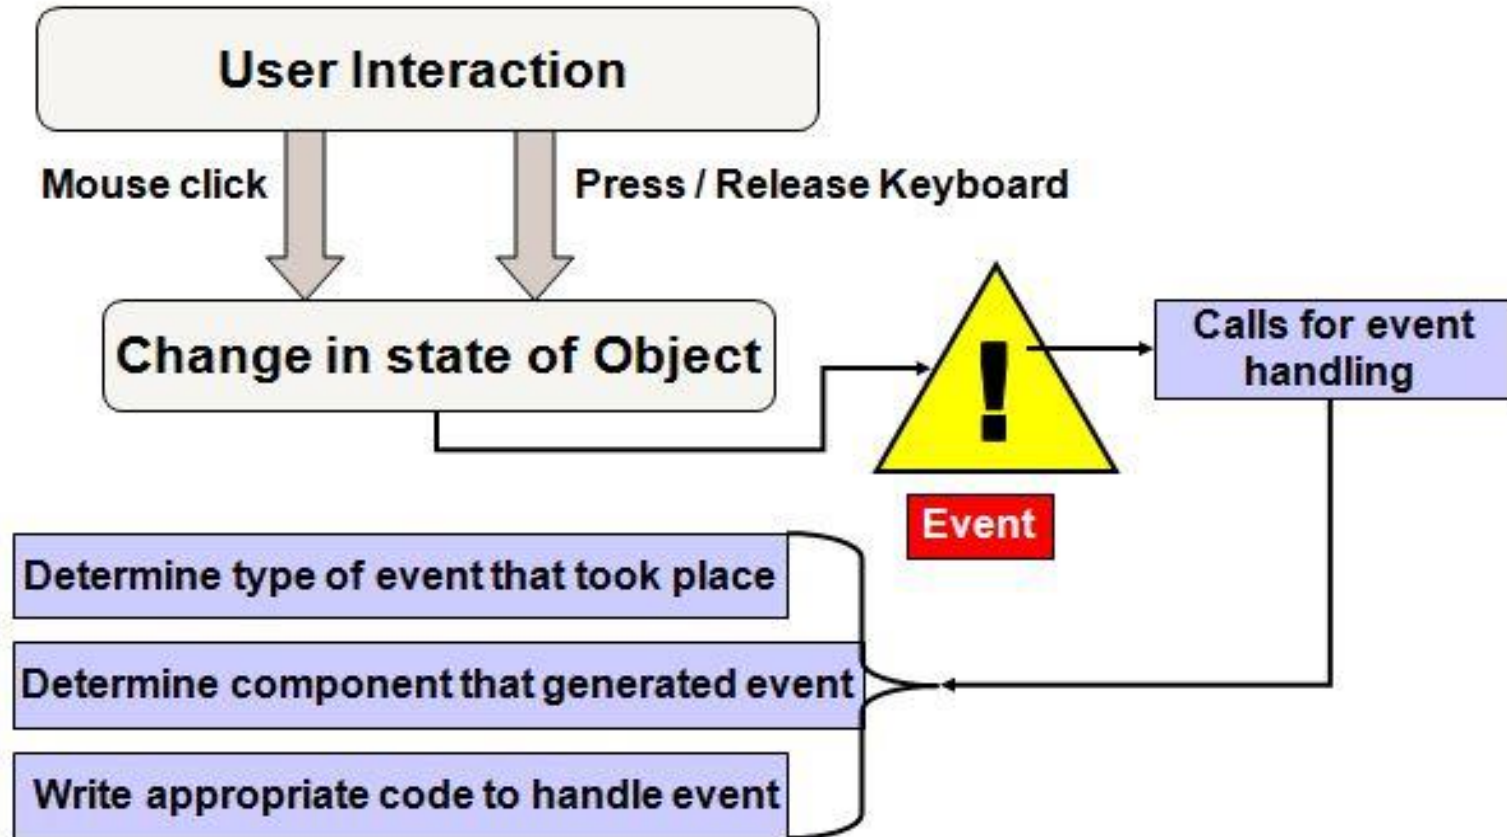 User Interaction
Mouse click
Press / Release Keyboard
Change in state of Object
!
Calls for event
handling
Event
Determine type of event that took place
Determine component that generated event
Write appropriate code to handle event